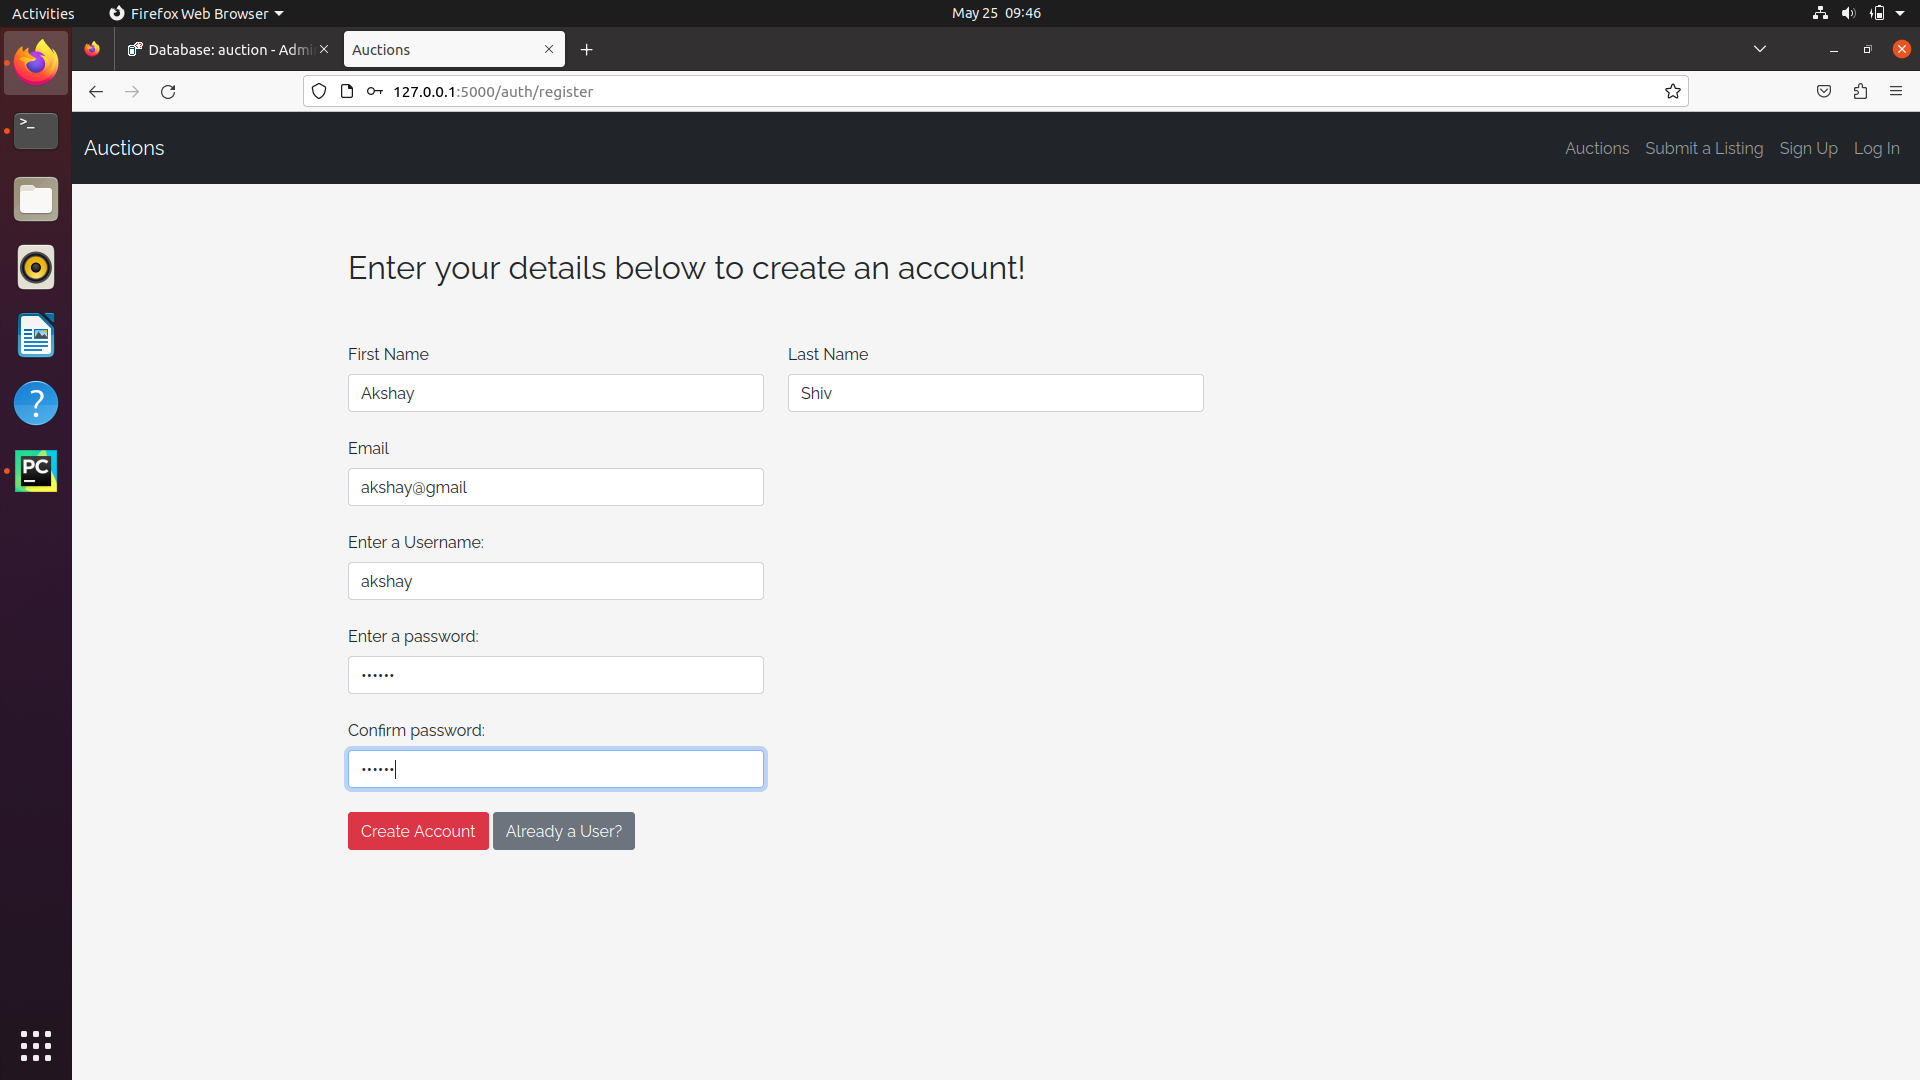 Activities
Firefox Web Browser
May 25 09:46
Database: auction - Admi
Auctions
127.0.0.1:5000/auth/register
Auctions
Auctions
Submit a Listing
Sign Up
Log In
Enter your details below to create an account!
First Name
Last Name
Akshay
Shiv
Email
akshay@gmail
Enter a Username:
akshay
Enter a password:
••••••
Confirm password:
••••••
Create Account
Already a User?
>_
?
PC